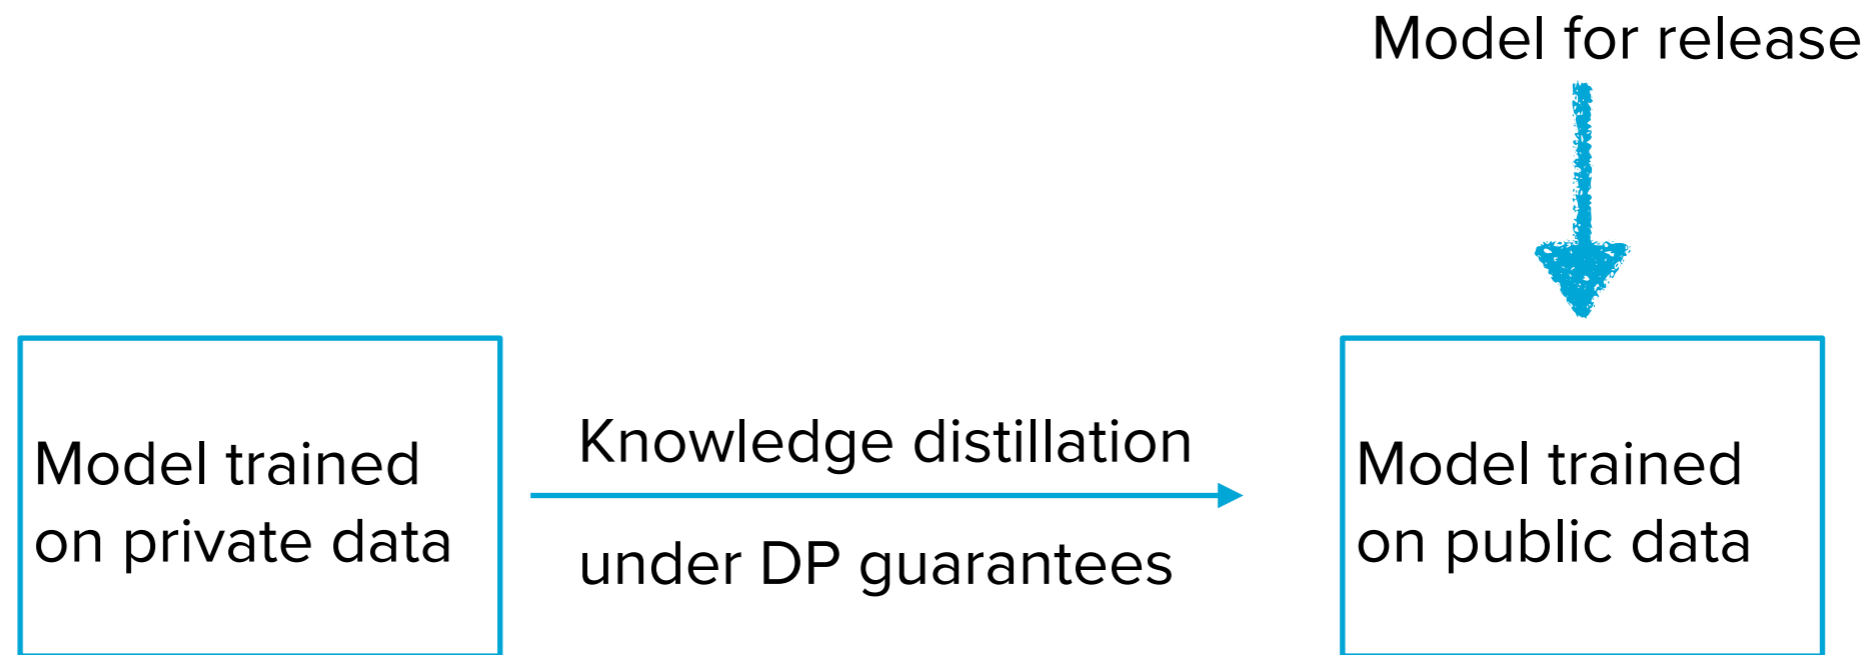 Model for release
Model trained
on private data
Knowledge distillation
under DP guarantees
Model trained
on public data